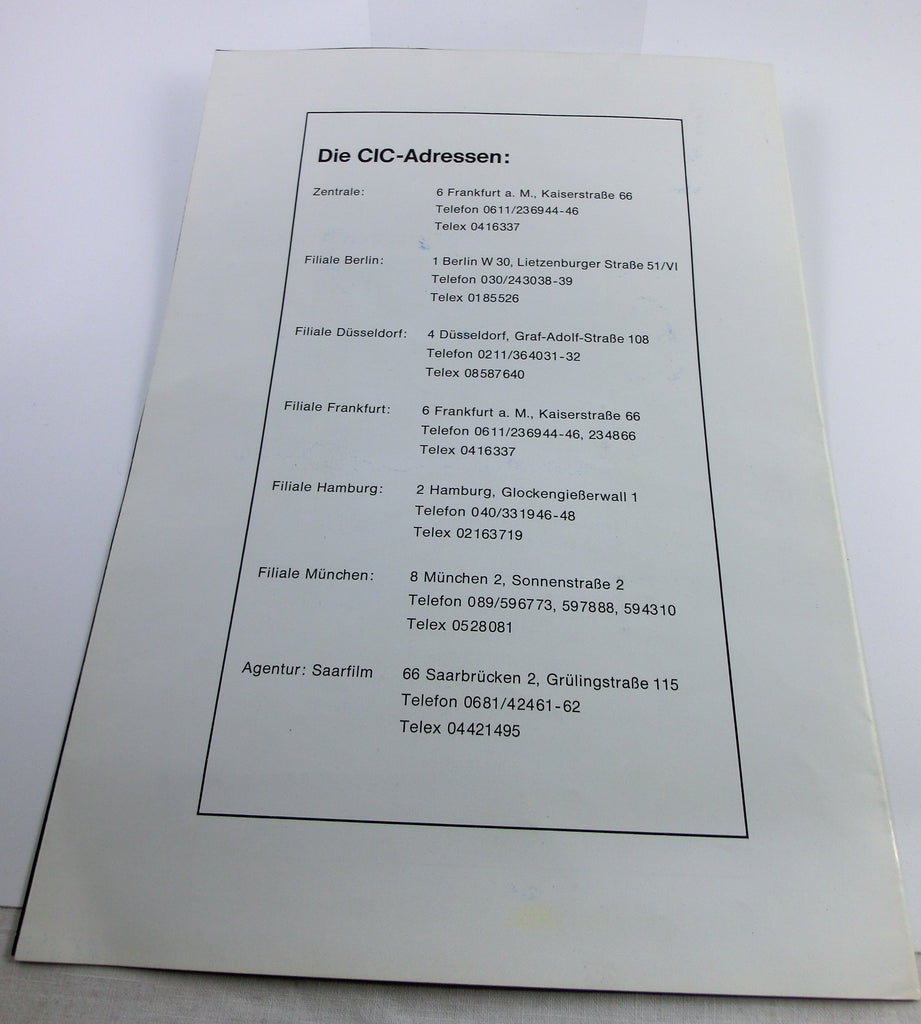 Die CIC-Adressen:
Zentrale: 6 Frankfurt a. M., Kaiserstraße 66
Telefon 0611/236944-46
Telex 0416337
Filiale Berlin: 1 Berlin W 30, Lietzenburger Straße 51/VI
Telefon 030/243038-39
Telex 0185526
Filiale Düsseldorf: 4 Düsseldorf, Graf-Adolf-Straße 108
Telefon 0211/364031-32
Telex 08587640
Filiale Frankfurt: 6 Frankfurt a. M., Kaiserstraße 66
Telefon 0611/236944-46, 234866
Telex 0416337
Filiale Hamburg: 2 Hamburg, Glockengießerwall 1
Telefon 040/331946-48
Telex 02163719
Filiale München: 8 München 2, Sonnenstraße 2
Telefon 089/596773, 597888, 594310
Telex 0528081
Agentur: Saarfilm 66 Saarbrücken 2, Grülingstraße 115
Telefon 0681/42461-62
Telex 04421495